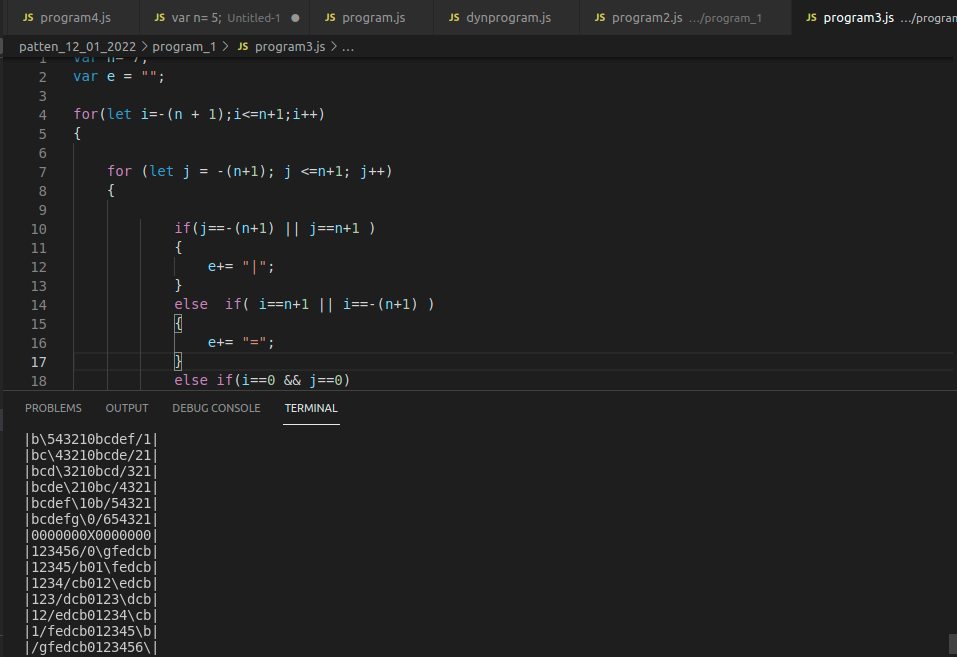 JS program4.js JS var n= 5; Untitled-1 ● JS program.js JS dynprogram.js JS program2.js .../program_1 JS program3.js .../progran
patten_12_01_2022 > program_1 > JS program3.js > ...
1 var n= 7;
2 var e = "";
3
4 for(let i=-(n + 1);i<=n+1;i++)
5 {
6
7 for (let j = -(n+1); j <=n+1; j++)
8 {
9
10 if(j==-(n+1) || j==n+1 )
11 {
12 e+= "|";
13 }
14 else  if( i==n+1 || i==-(n+1) )
15 {
16 e+= "=";
17 }
18 else if(i==0 && j==0)
PROBLEMS OUTPUT DEBUG CONSOLE TERMINAL
|b\543210bcdef/1|
|bc\43210bcde/21|
|bcd\3210bcd/321|
|bcde\210bc/4321|
|bcdef\10b/54321|
|bcdefg\0/654321|
|0000000X0000000|
|123456/0\gfedcb|
|12345/b01\fedcb|
|1234/cb012\edcb|
|123/dcb0123\dcb|
|12/edcb01234\cb|
|1/fedcb012345\b|
|/gfedcb0123456\|